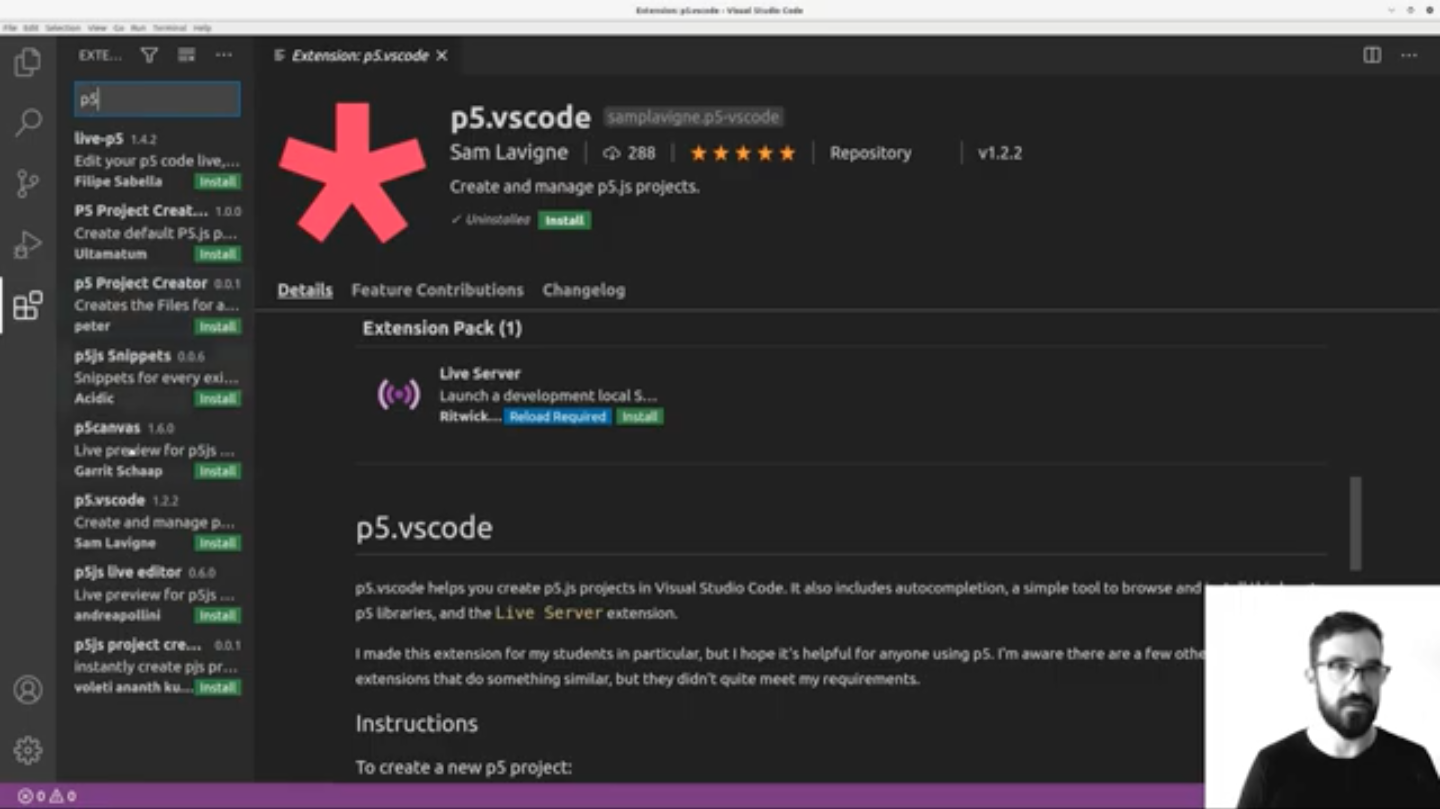 Extension: p5.vscode - Visual Studio Code
File Edit Selection View Go Run Terminal Help
EXTE...
Extension: p5.vscode
p5
live-p5 1.4.2
Edit your p5 code live,...
Filipe Sabella Install
P5 Project Creat... 1.0.0
Create default P5.js p...
Ultamatum Install
p5 Project Creator 0.0.1
Creates the Files for a...
peter Install
p5js Snippets 0.0.6
Snippets for every exi...
Acidic Install
p5canvas 1.6.0
Live preview for p5js ...
Garrit Schaap Install
p5.vscode 1.2.2
Create and manage p...
Sam Lavigne Install
p5js live editor 0.6.0
Live preview for p5js ...
andreapollini Install
p5js project cre... 0.0.1
instantly create pjs pr...
voleti ananth ku... Install
p5.vscode samplavigne.p5-vscode
Sam Lavigne 288 Repository v1.2.2
Create and manage p5.js projects.
Uninstalled Install
Details Feature Contributions Changelog
Extension Pack (1)
Live Server
Launch a development local S...
Ritwick... Reload Required Install
p5.vscode
p5.vscode helps you create p5.js projects in Visual Studio Code. It also includes autocompletion, a simple tool to browse and
p5 libraries, and the Live Server extension.
I made this extension for my students in particular, but I hope it's helpful for anyone using p5. I'm aware there are a few othe
extensions that do something similar, but they didn't quite meet my requirements.
Instructions
To create a new p5 project:
0 0